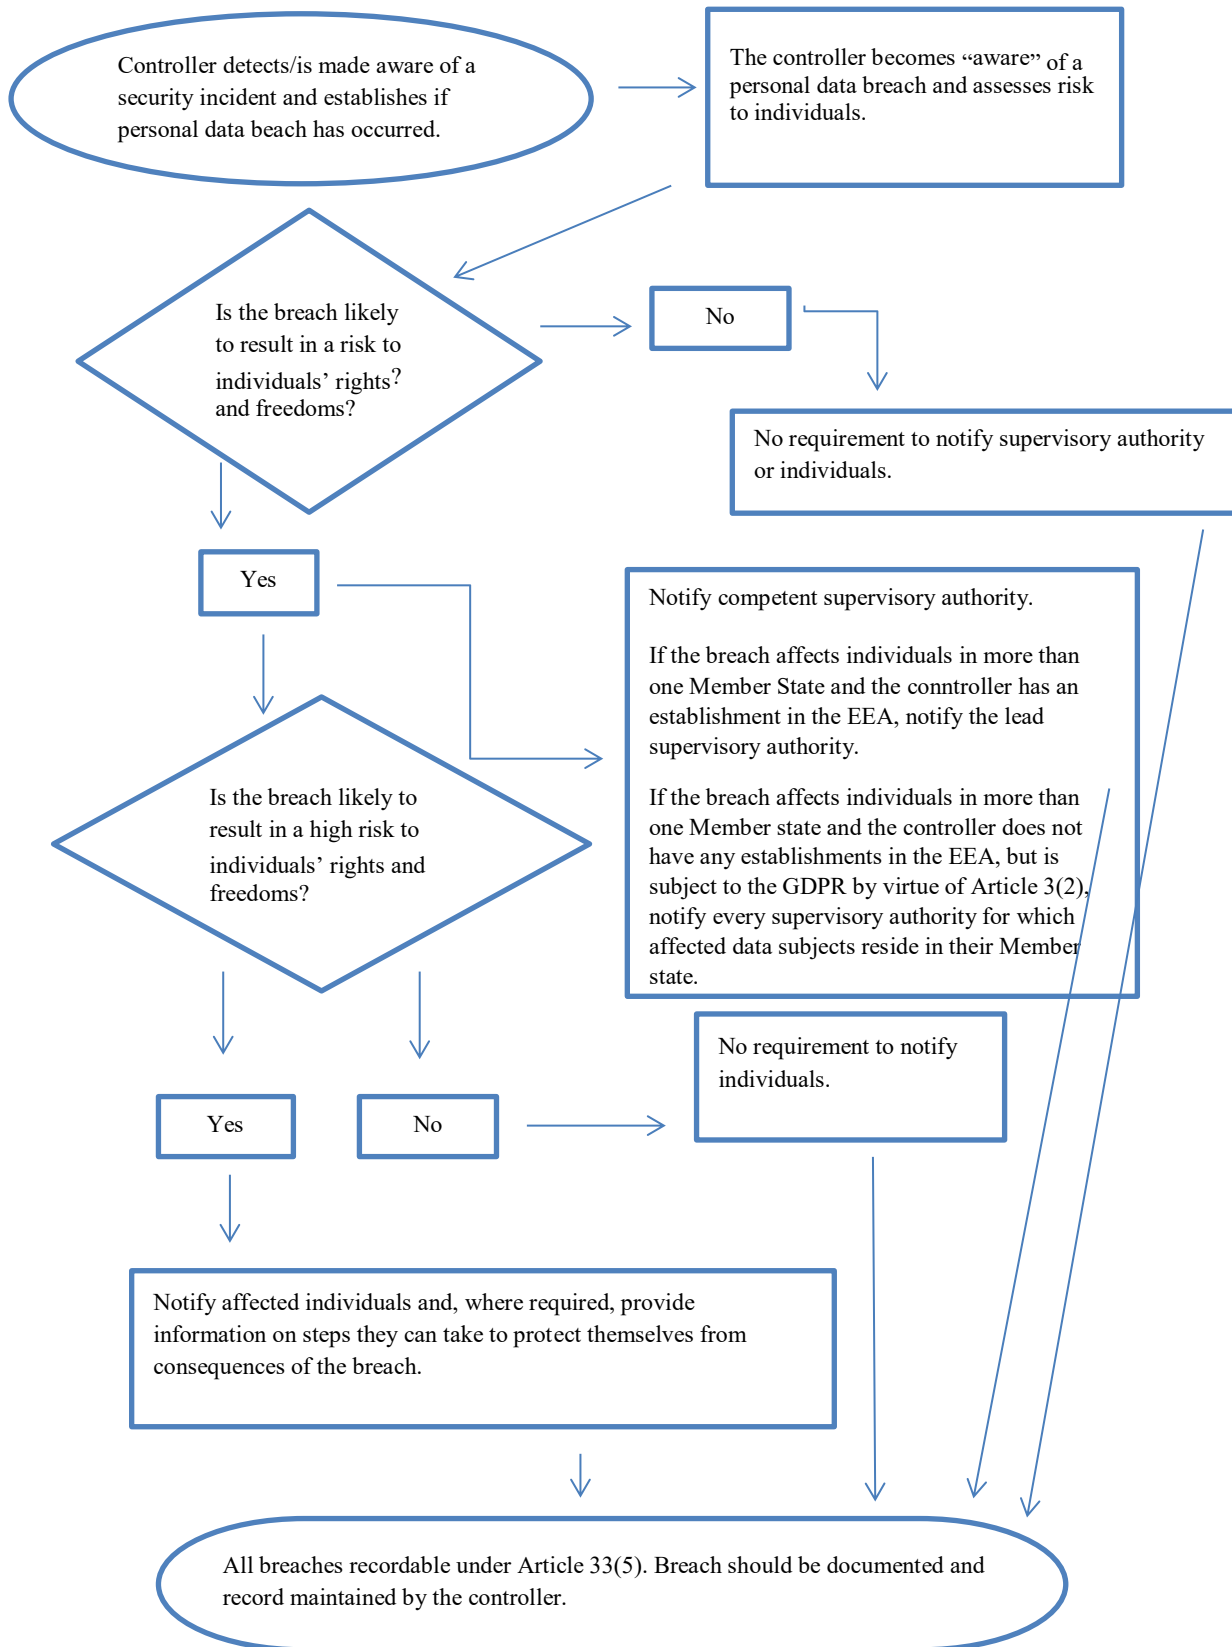 Controller detects/is made aware of a
security incident and establishes if
personal data beach has occurred.
The controller becomes “aware” of a
personal data breach and assesses risk
to individuals.
Is the breach likely
to result in a risk to
individuals’ rights?
and freedoms?
No
No requirement to notify supervisory authority
or individuals.
Yes
Notify competent supervisory authority.
If the breach affects individuals in more than
one Member State and the conntroller has an
establishment in the EEA, notify the lead
supervisory authority.
If the breach affects individuals in more than
one Member state and the controller does not
have any establishments in the EEA, but is
subject to the GDPR by virtue of Article 3(2),
notify every supervisory authority for which
affected data subjects reside in their Member
state.
Is the breach likely to
result in a high risk to
individuals’ rights and
freedoms?
No requirement to notify
individuals.
Yes
No
Notify affected individuals and, where required, provide
information on steps they can take to protect themselves from
consequences of the breach.
All breaches recordable under Article 33(5). Breach should be documented and
record maintained by the controller.